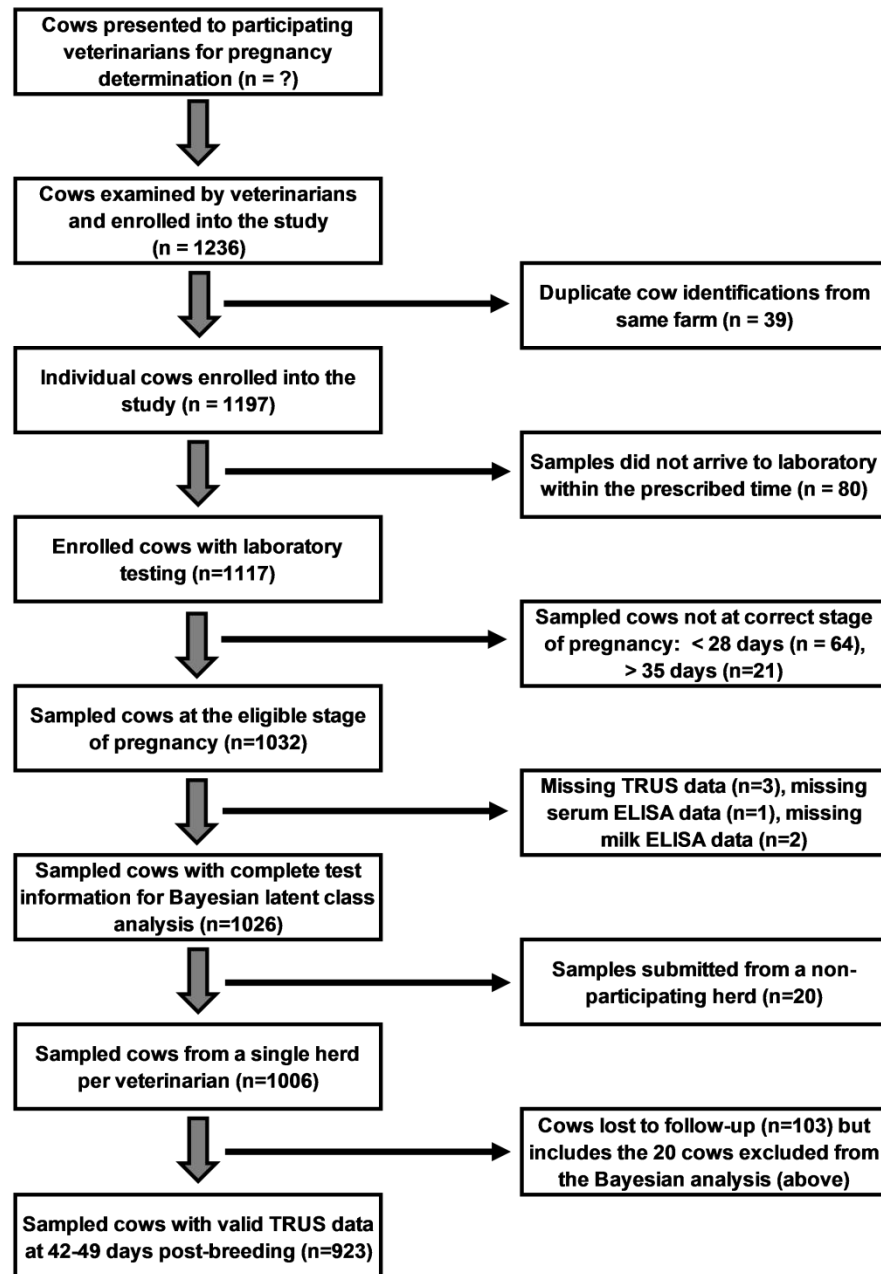 Cows presented to participating
veterinarians for pregnancy
determination (n = ?)
Cows examined by veterinarians
and enrolled into the study
(n = 1236)
Duplicate cow identifications from
same farm (n = 39)
Individual cows enrolled into the
study (n = 1197)
Samples did not arrive to laboratory
within the prescribed time (n = 80)
Enrolled cows with laboratory
testing (n=1117)
Sampled cows not at correct stage
of pregnancy: < 28 days (n = 64),
> 35 days (n=21)
Sampled cows at the eligible stage
of pregnancy (n=1032)
Missing TRUS data (n=3), missing
serum ELISA data (n=1), missing
milk ELISA data (n=2)
Sampled cows with complete test
information for Bayesian latent class
analysis (n=1026)
Samples submitted from a non-
participating herd (n=20)
Sampled cows from a single herd
per veterinarian (n=1006)
Cows lost to follow-up (n=103) but
includes the 20 cows excluded from
the Bayesian analysis (above)
Sampled cows with valid TRUS data
at 42-49 days post-breeding (n=923)